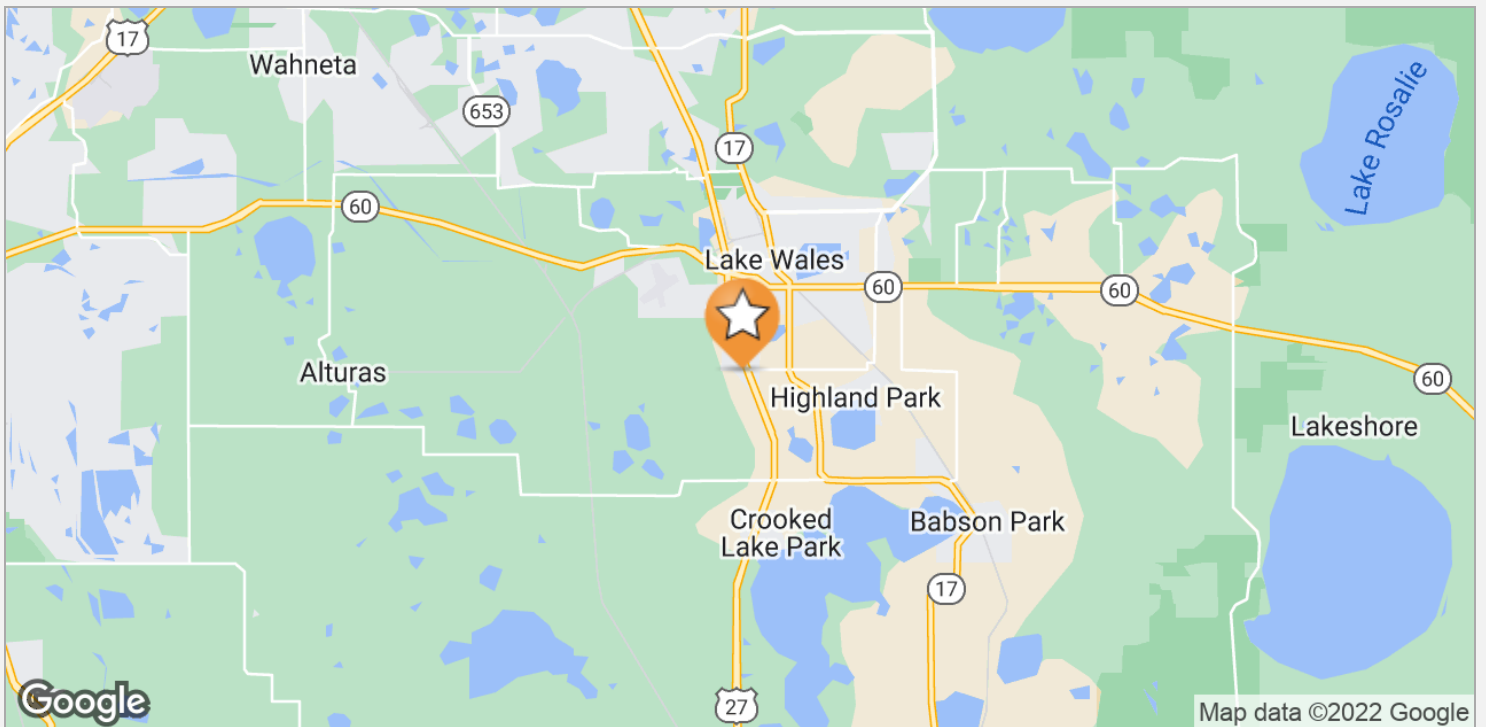 17
Wahneta
653
17
Lake Rosalie
60
Lake Wales
60
60
Alturas
60
Highland Park
Lakeshore
Crooked
Lake Park
Babson Park
17
27
Google
Map data ©2022 Google